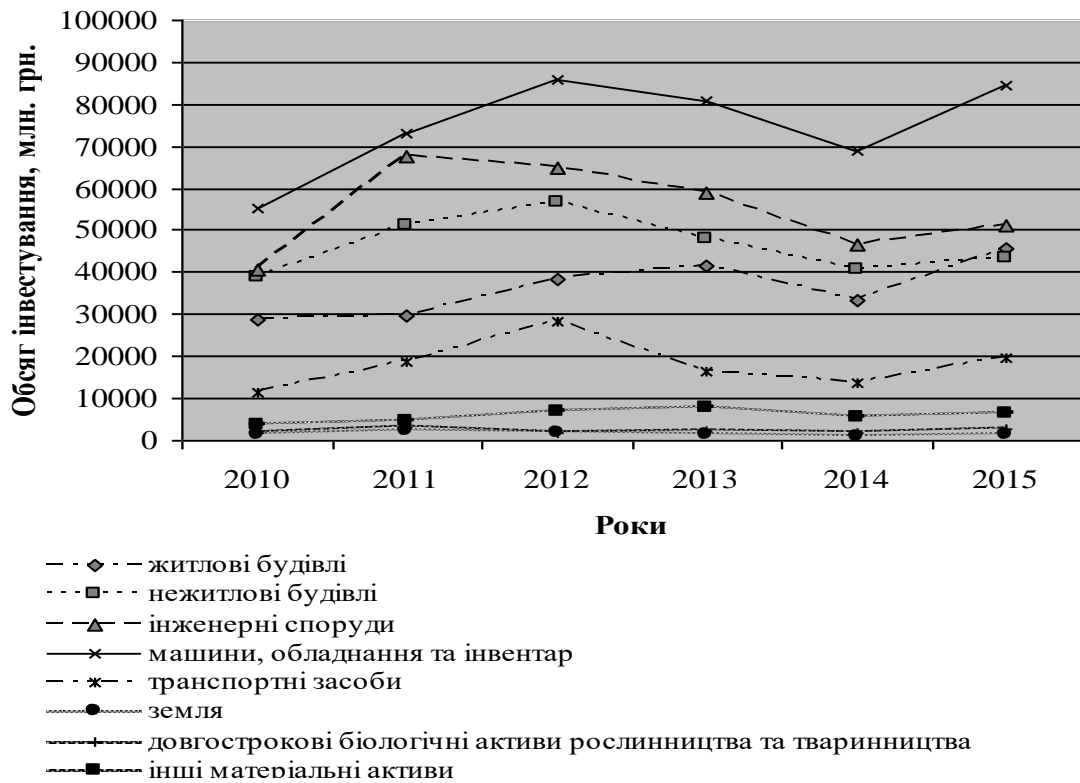 100000
90000
80000
70000
60000
50000
40000
30000
20000
10000
0
Обсяг інвестування, млн. грн.
2010 2011 2012 2013 2014 2015
Роки
житлові будівлі
нежитлові будівлі
інженерні споруди
машини, обладнання та інвентар
транспортні засоби
земля
довгострокові біологічні активи рослинництва та тваринництва
інші матеріальні активи